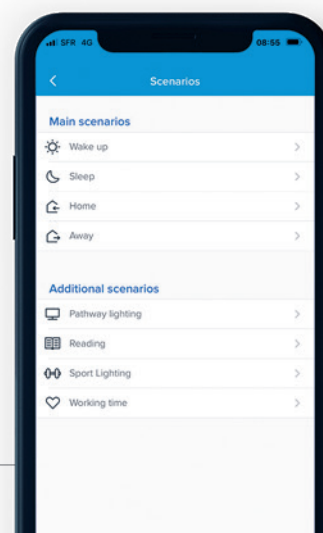 SFR 4G 08:55
Scenarios
Main scenarios
Wake up
Sleep
Home
Away
Additional scenarios
Pathway lighting
Reading
Sport Lighting
Working time